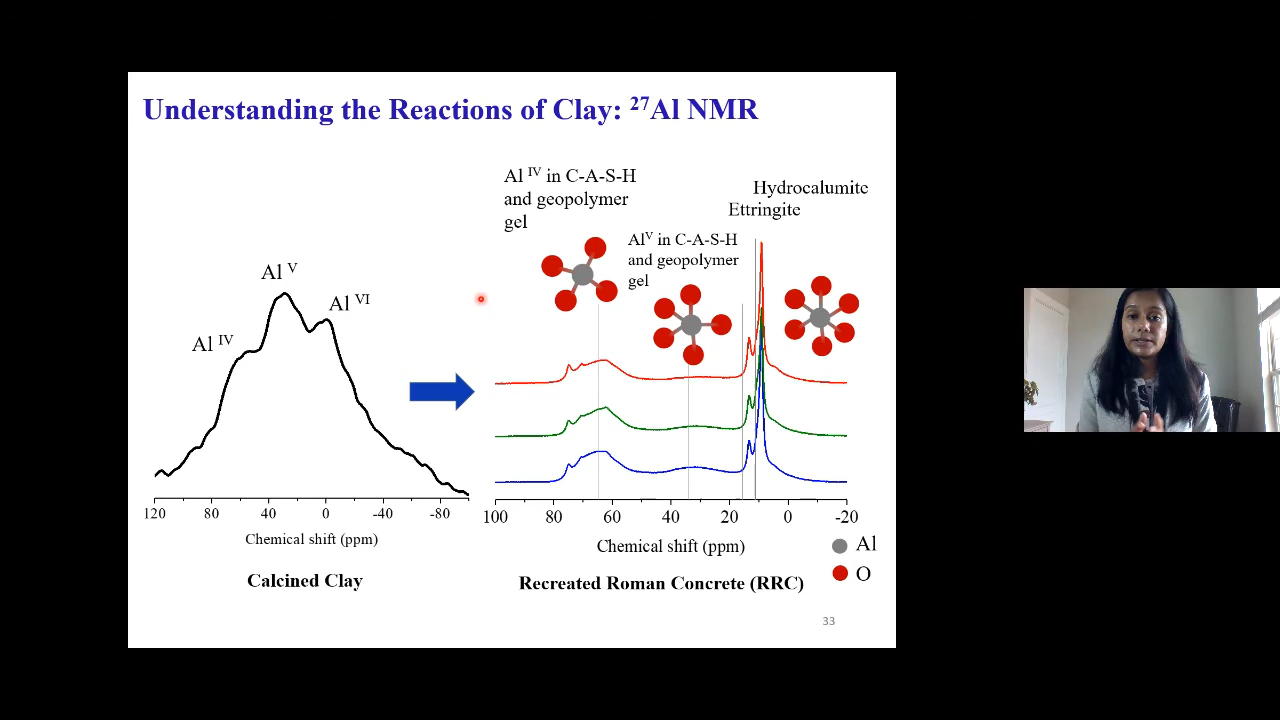 Understanding the Reactions of Clay: ²⁷Al NMR
Al ᴵⱽ in C-A-S-H
and geopolymer
gel
Hydrocalumite
Ettringite
Alⱽ in C-A-S-H
and geopolymer
gel
Al ⱽ
Al ⱽᴵ
Al ᴵⱽ
120 80 40 0 -40 -80
Chemical shift (ppm)
Calcined Clay
100 80 60 40 20 0 -20
Chemical shift (ppm)
Recreated Roman Concrete (RRC)
Al
O
33